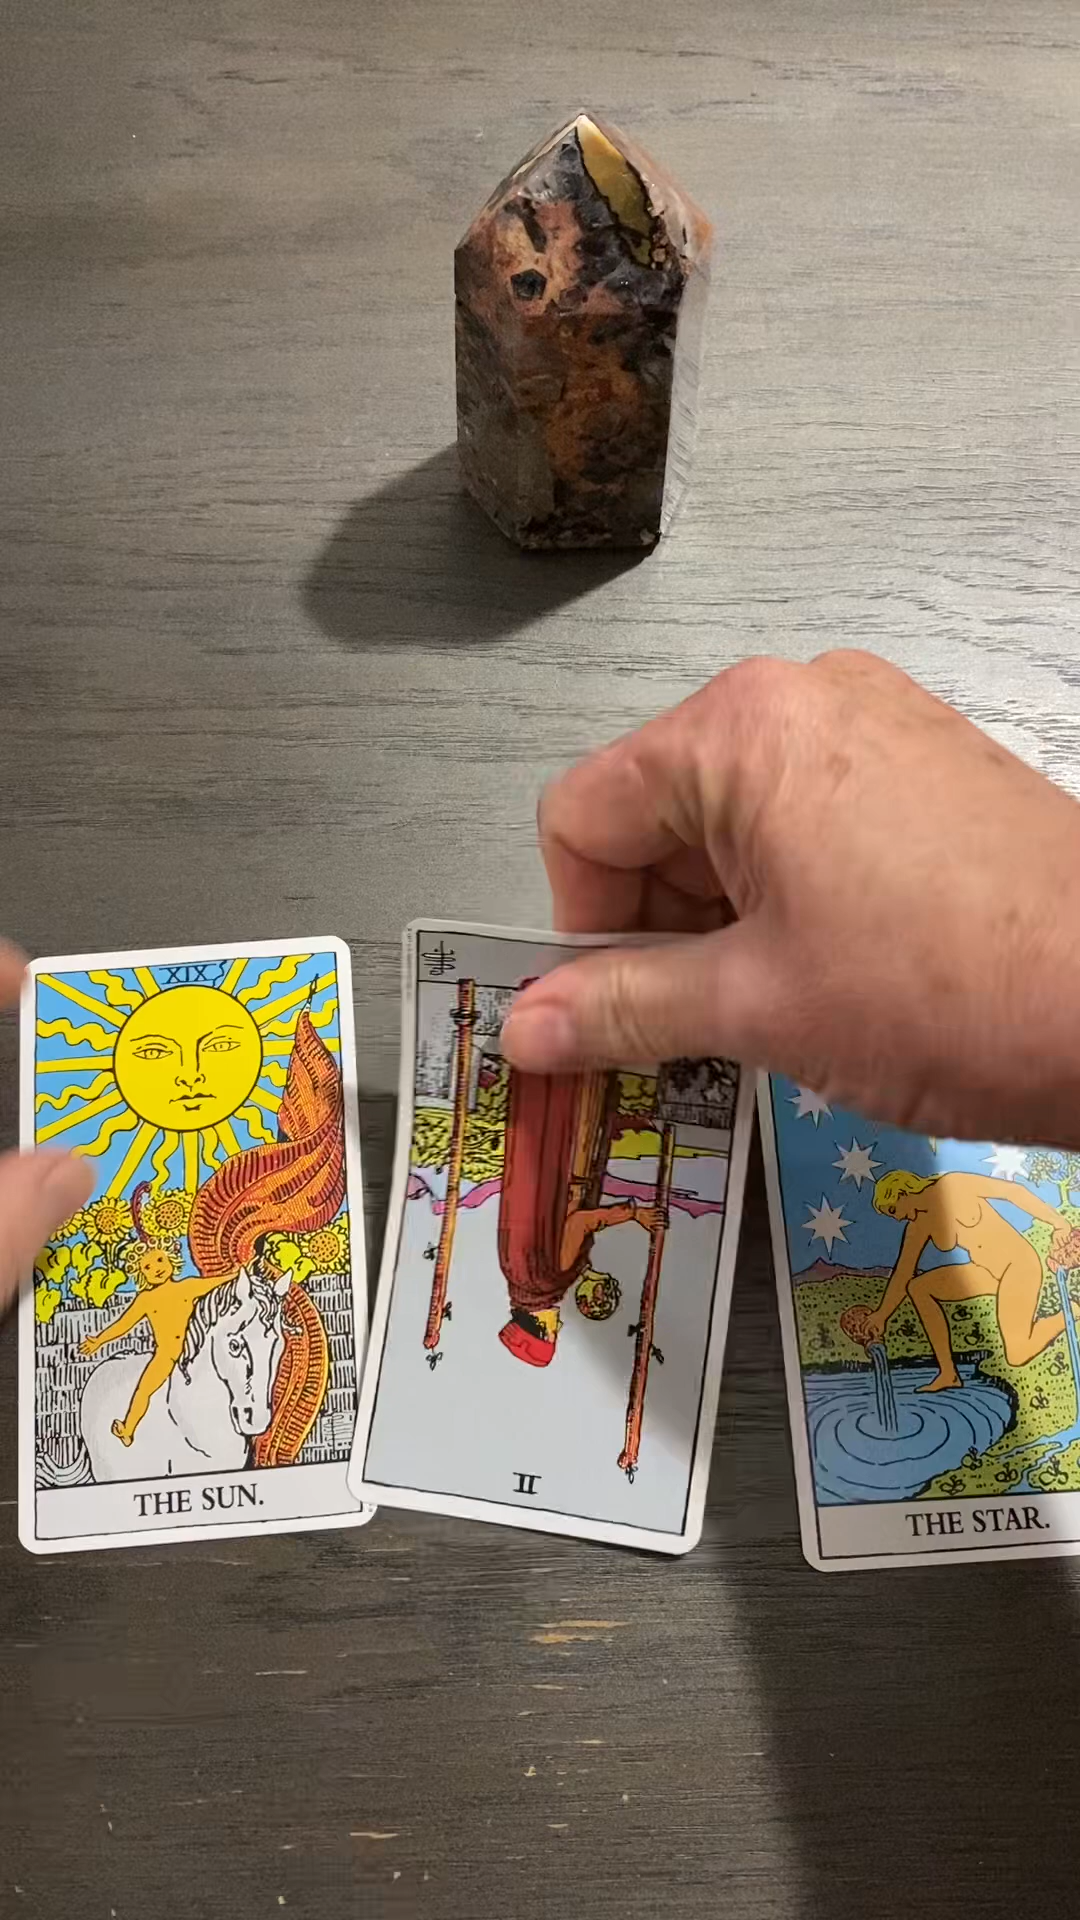 XIX
THE SUN.
II
THE STAR.